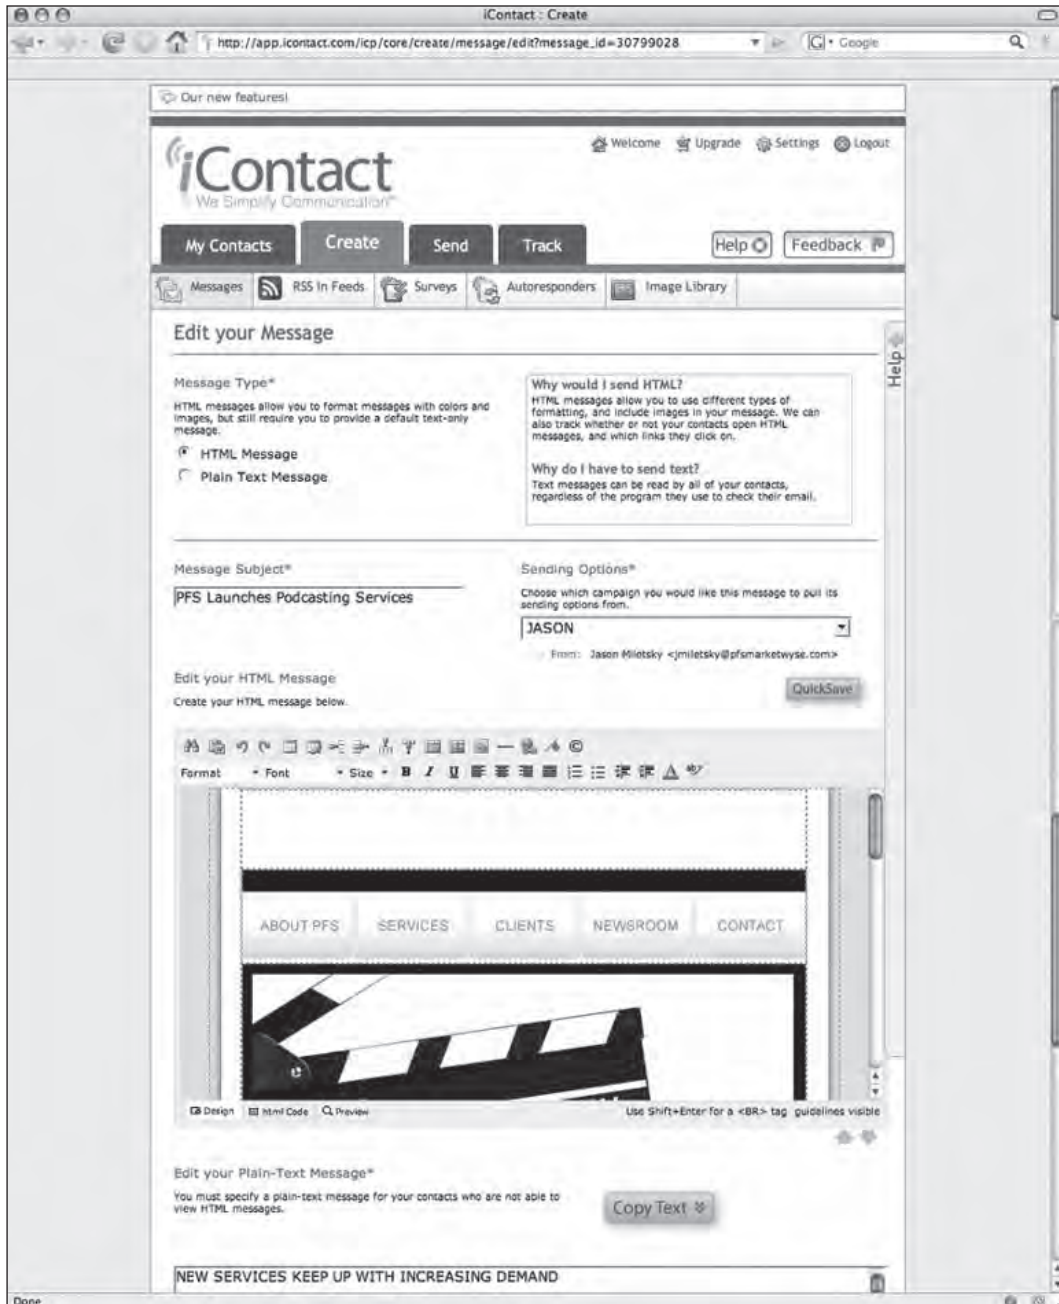 iContact : Create
http://app.icontact.com/icp/core/create/message/edit?message_id=30799028
G Google
Our new features!
iContact
We Simplify Communication
Welcome Upgrade Settings Logout
My Contacts Create Send Track Help Feedback
Messages RSS in Feeds Surveys Autoresponders Image Library
Edit your Message
Help
Message Type*
HTML messages allow you to format messages with colors and
images, but still require you to provide a default text-only
message.
HTML Message
Plain Text Message
Why would I send HTML?
HTML messages allow you to use different types of
formatting, and include images in your message. We can
also track whether or not your contacts open HTML
messages, and which links they click on.
Why do I have to send text?
Text messages can be read by all of your contacts,
regardless of the program they use to check their email.
Message Subject*
PFS Launches Podcasting Services
Sending Options*
Choose which campaign you would like this message to pull its
sending options from.
JASON
From: Jason Miletsky <jmiletsky@pfsmarketwyse.com>
Edit your HTML Message
Create your HTML message below.
QuickSave
Format Font Size B I U
ABOUT PFS SERVICES CLIENTS NEWSROOM CONTACT
Design html Code Preview Use Shift+Enter for a <BR> tag guidelines visible
Edit your Plain-Text Message*
You must specify a plain-text message for your contacts who are not able to
view HTML messages.
Copy Text
NEW SERVICES KEEP UP WITH INCREASING DEMAND
Done